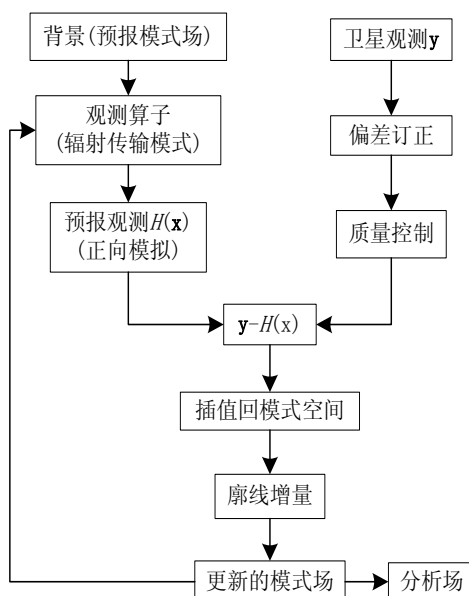 背景(预报模式场)
卫星观测y
观测算子
(辐射传输模式)
偏差订正
预报观测H(x)
(正向模拟)
质量控制
y-H(x)
插值回模式空间
廓线增量
更新的模式场
分析场